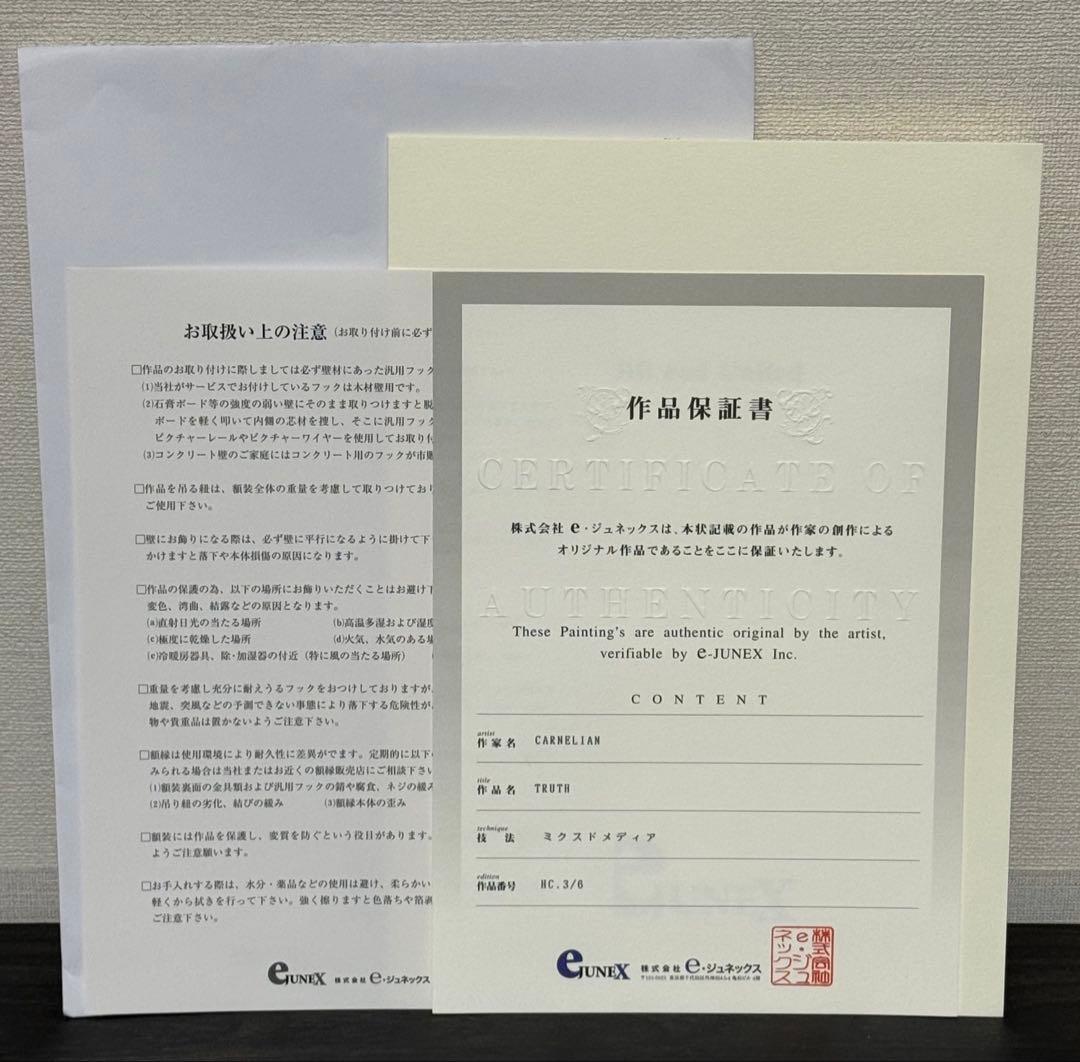 お取扱い上の注意 (お取り付け前に必ず
□作品のお取り付けに際しましては必ず壁材にあった汎用フック
(1)当社がサービスでお付けしているフックは木材壁用です。
(2)石膏ボード等の強度の弱い壁にそのまま取りつけますと脱
ボードを軽く叩いて内側の芯材を捜し、そこに汎用フック
ピクチャーレールやピクチャーワイヤーを使用してお取り付
(3)コンクリート壁のご家庭にはコンクリート用のフックが市販
□作品を吊る紐は、額装全体の重量を考慮して取りつけており
ご使用下さい。
□壁にお飾りになる際は、必ず壁に平行になるように掛けて下
かけますと落下や本体損傷の原因になります。
□作品の保護の為、以下の場所にお飾りいただくことはお避け下
変色、湾曲、結露などの原因となります。
(a)直射日光の当たる場所 (b)高温多湿および湿度
(c)極度に乾燥した場所 (d)火気、水気のある場
(e)冷暖房器具、除・加湿器の付近（特に風の当たる場所）
□重量を考慮し充分に耐えうるフックをおつけしておりますが、
地震、突風などの予測できない事態により落下する危険性が
物や貴重品は置かないようご注意下さい。
□額縁は使用環境により耐久性に差異がでます。定期的に以下
みられる場合は当社またはお近くの額縁販売店にご相談下さい
(1)額装裏面の金具類および汎用フックの錆や腐食、ネジの緩み
(2)吊り紐の劣化、結びの緩み (3)額縁本体の歪み
□額装には作品を保護し、変質を防ぐという役目があります。
ようご注意願います。
□お手入れする際は、水分・薬品などの使用は避け、柔らかい
軽くから拭きを行って下さい。強く擦りますと色落ちや箔剥
ご注意下さい。
eJUNEX 株式会社 e・ジュネックス
作品保証書
CERTIFICATE OF
株式会社 e・ジュネックスは、本状記載の作品が作家の創作による
オリジナル作品であることをここに保証いたします。
AUTHENTICITY
These Painting's are authentic original by the artist,
verifiable by e-JUNEX Inc.
CONTENT
artist
作家名 CARNELIAN
title
作品名 TRUTH
technique
技法 ミクスドメディア
edition
作品番号 HC.3/6
eJUNEX 株式会社 e・ジュネックス
株式会社
e・ジュ
ネックス